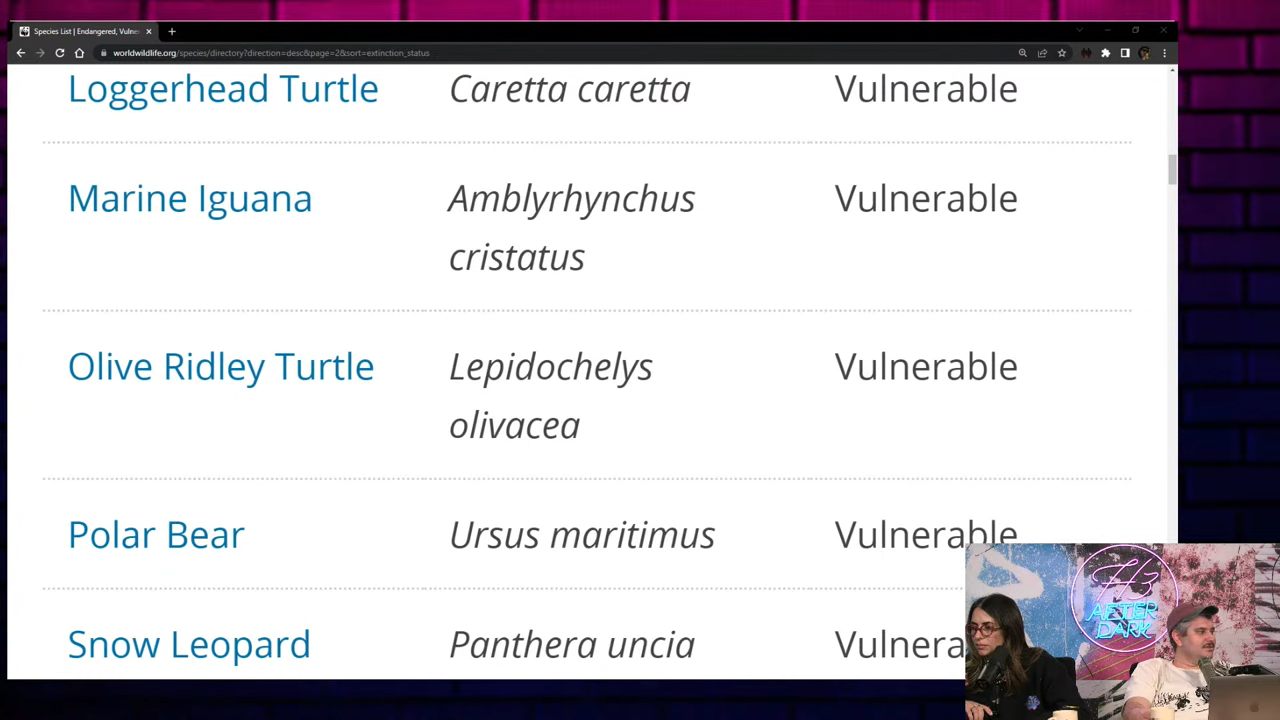 Species List | Endangered, Vulne
worldwildlife.org/species/directory?direction=desc&page=2&sort=extinction_status
Loggerhead Turtle Caretta caretta Vulnerable
Marine Iguana Amblyrhynchus Vulnerable
cristatus
Olive Ridley Turtle Lepidochelys Vulnerable
olivacea
Polar Bear Ursus maritimus Vulnerable
Snow Leopard Panthera uncia Vulnera
H3
AFTER
DARK